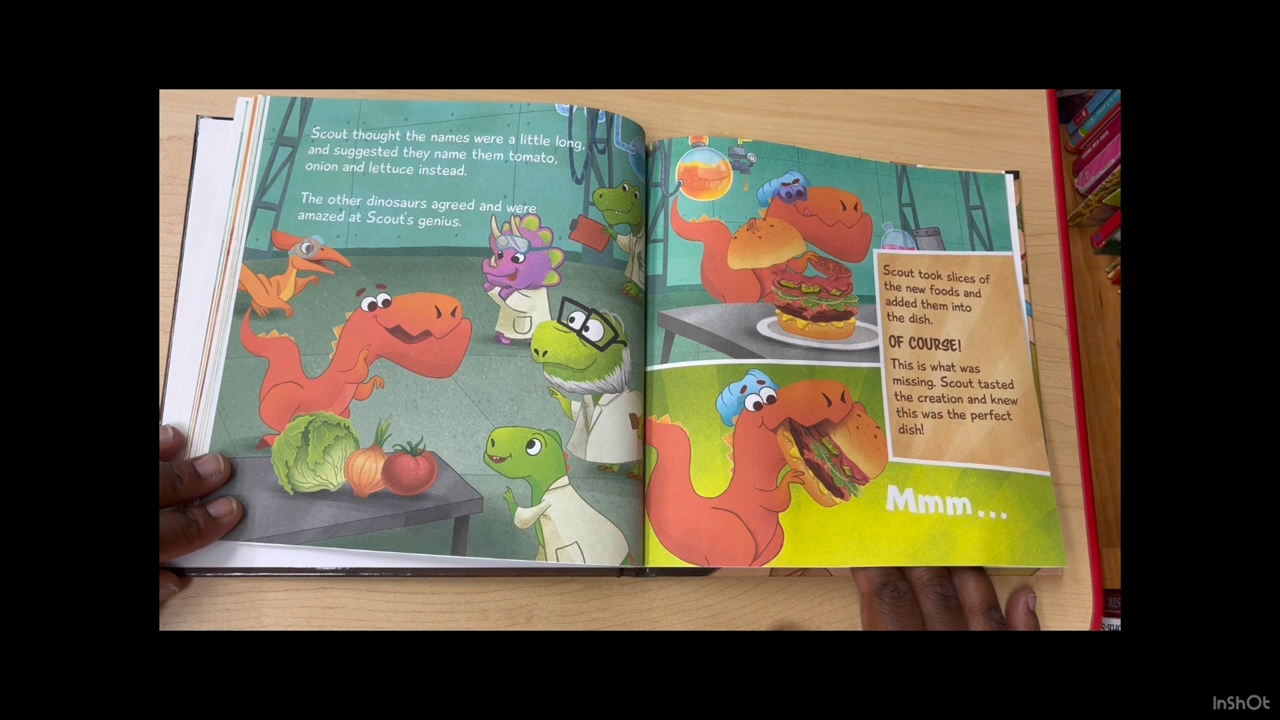 Scout thought the names were a little long,
and suggested they name them tomato,
onion and lettuce instead.
The other dinosaurs agreed and were
amazed at Scout's genius.
Scout took slices of
the new foods and
added them into
the dish.
OF COURSE!
This is what was
missing. Scout tasted
the creation and knew
this was the perfect
dish!
Mmm...
InShOt